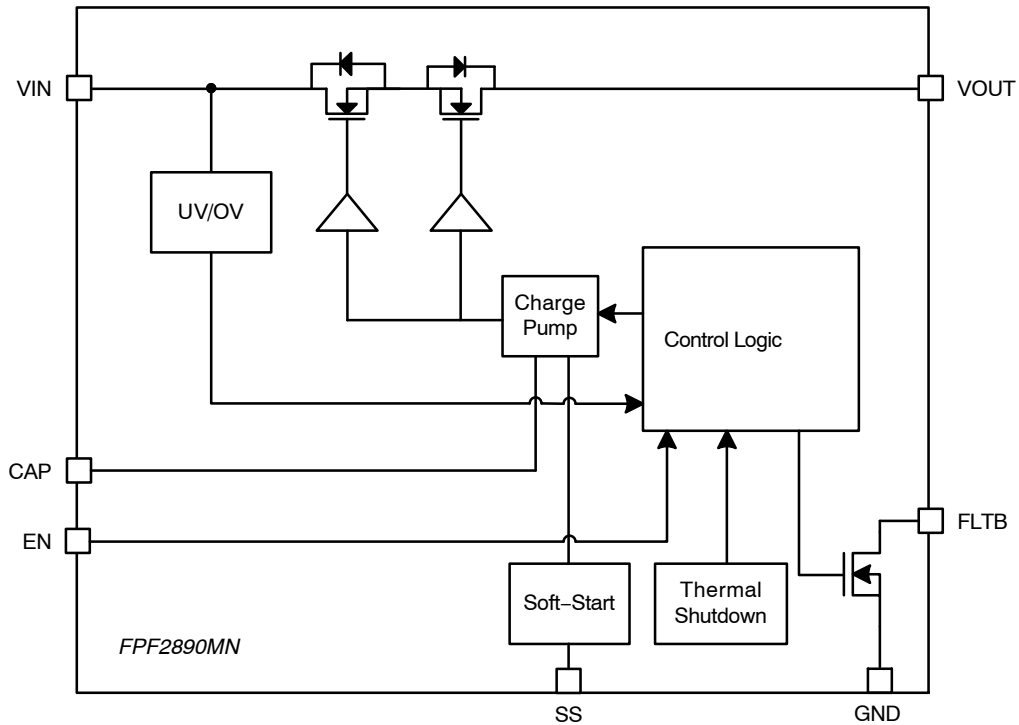 VIN
VOUT
UV/OV
Charge
Pump
Control Logic
CAP
EN
FLTB
Soft−Start
Thermal
Shutdown
FPF2890MN
SS
GND